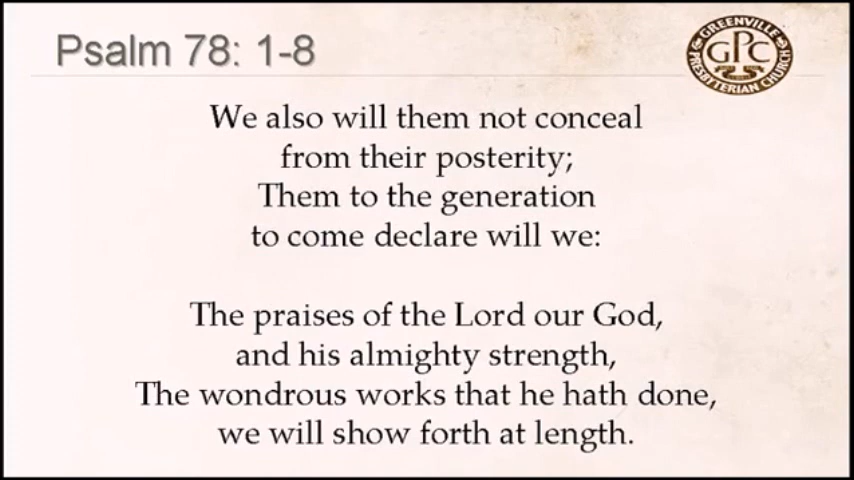 Psalm 78: 1-8
GREENVILLE
GPC
PRESBYTERIAN CHURCH
We also will them not conceal
from their posterity;
Them to the generation
to come declare will we:
The praises of the Lord our God,
and his almighty strength,
The wondrous works that he hath done,
we will show forth at length.